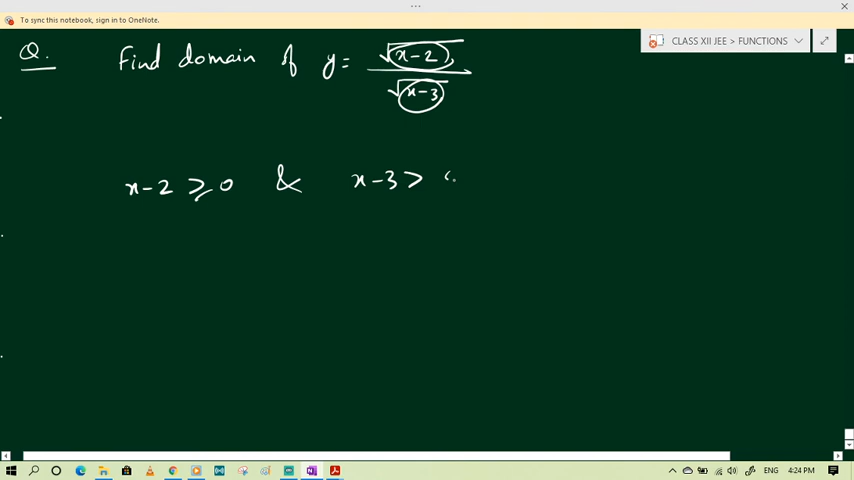 ...
To sync this notebook, sign in to OneNote.
Q. Find domain of y = √(x-2) / √(x-3)
CLASS XII JEE > FUNCTIONS
x-2 ≥ 0 & x-3 >
ENG 4:24 PM